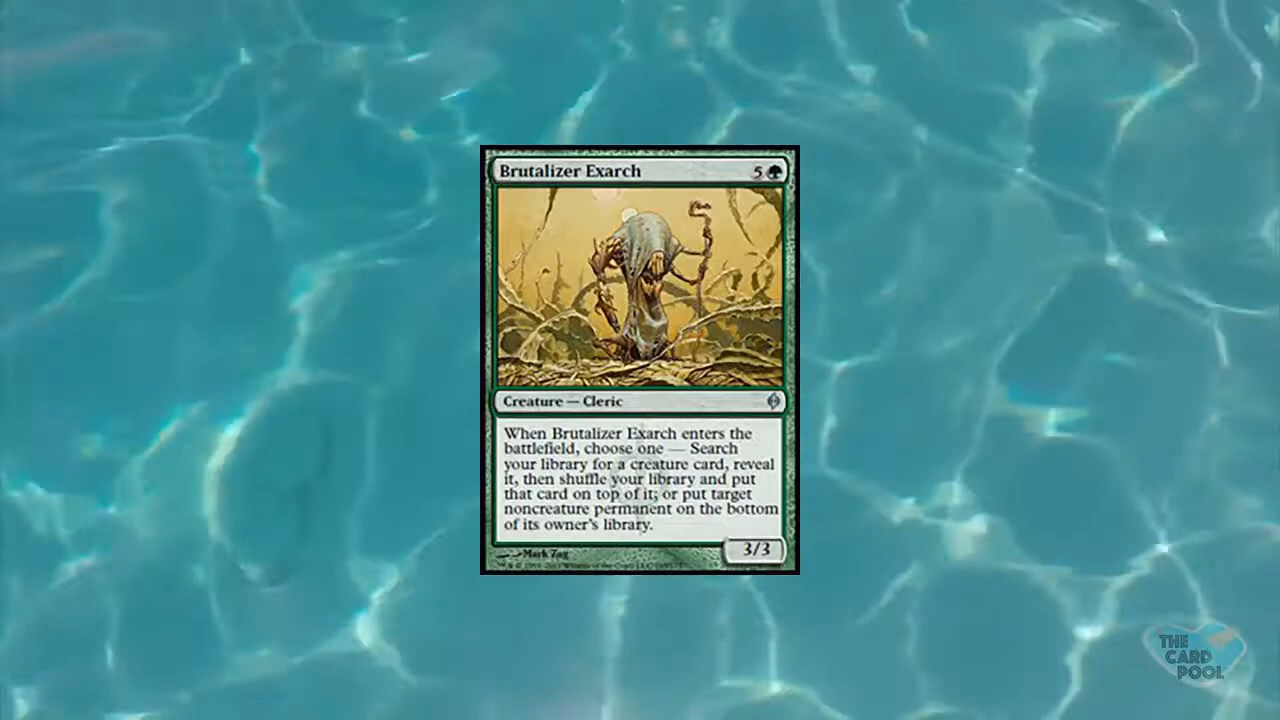 Brutalizer Exarch 5
Creature — Cleric
When Brutalizer Exarch enters the
battlefield, choose one — Search
your library for a creature card, reveal
it, then shuffle your library and put
that card on top of it; or put target
noncreature permanent on the bottom
of its owner's library.
3/3
Mark Zug
THE
CARD
POOL